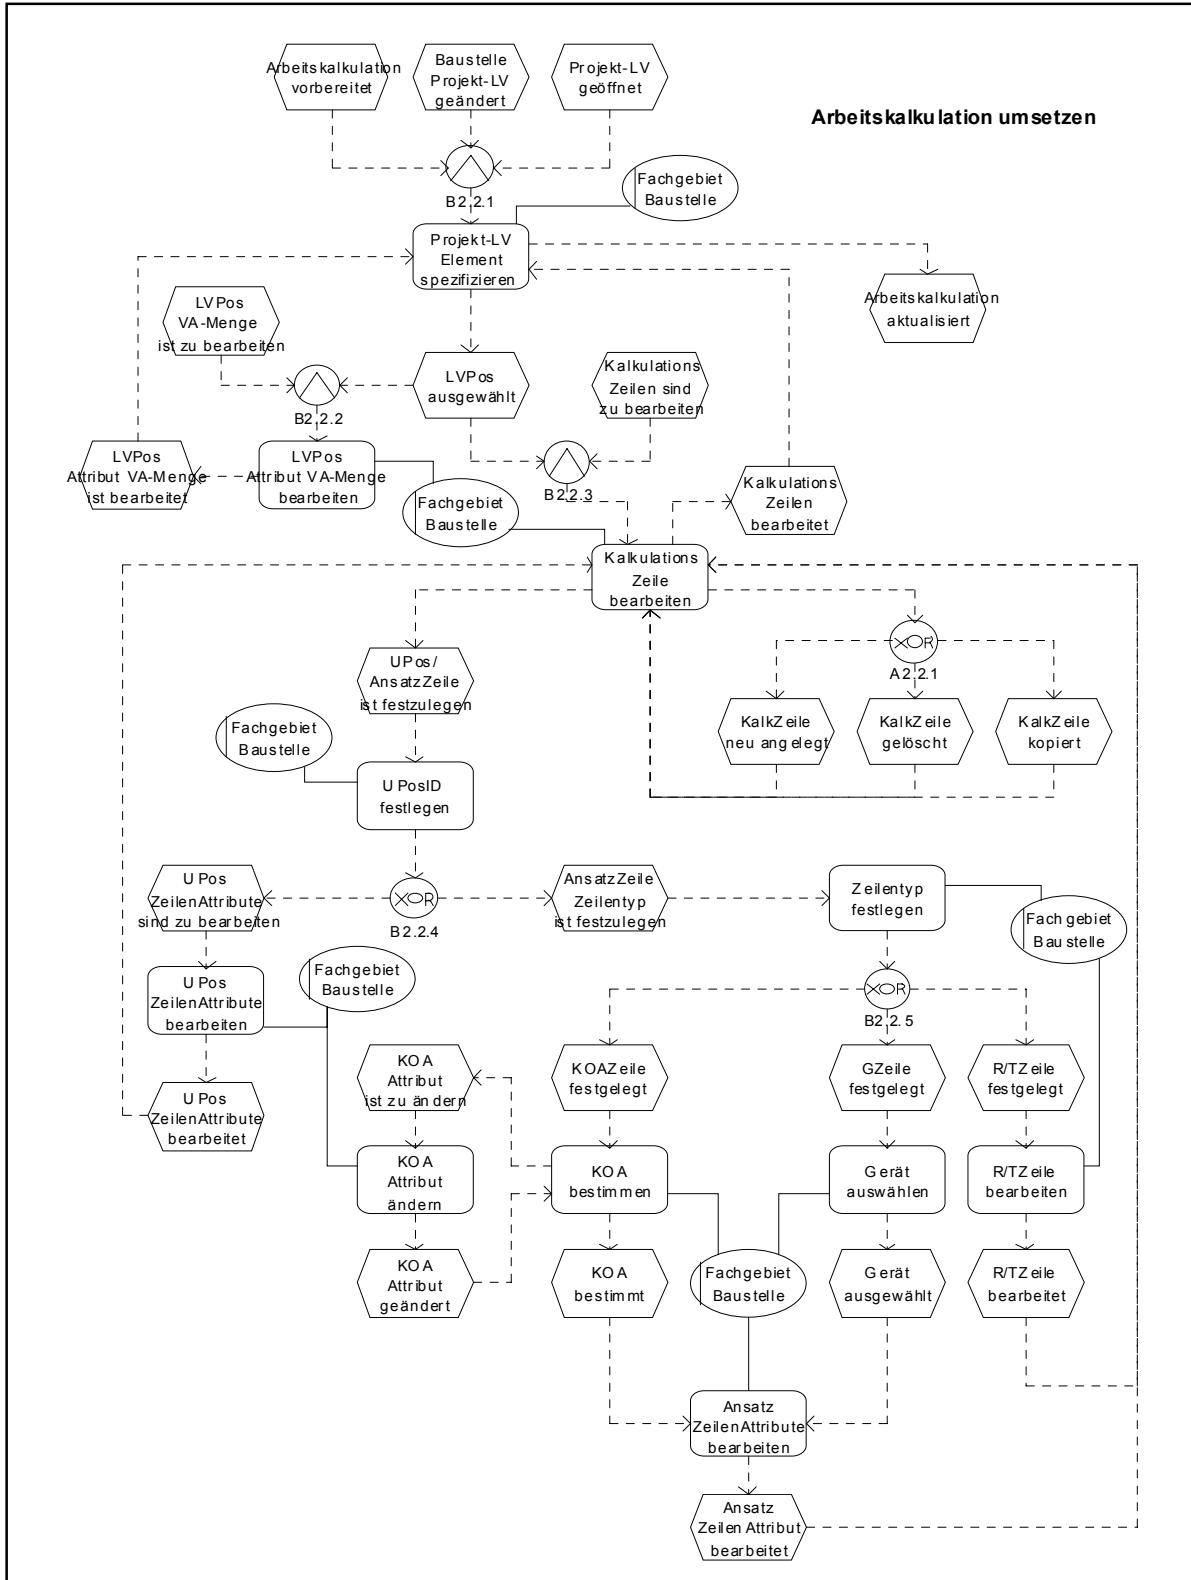 Arbeitskalkulation
vorbereitet
Baustelle
Projekt-LV
geändert
Projekt-LV
geöffnet
Arbeitskalkulation umsetzen
B2.2.1
Fachgebiet
Baustelle
Projekt-LV
Element
spezifizieren
Arbeitskalkulation
aktualisiert
LVPos
VA-Menge
ist zu bearbeiten
LVPos
ausgewählt
Kalkulations
Zeilen sind
zu bearbeiten
B2.2.2
B2.2.3
LVPos
Attribut VA-Menge
ist bearbeitet
LVPos
Attribut VA-Menge
bearbeiten
Fachgebiet
Baustelle
Kalkulations
Zeilen
bearbeitet
Kalkulations
Zeile
bearbeiten
XOR
A2.2.1
UPos/
AnsatzZeile
ist festzulegen
KalkZeile
neu angelegt
KalkZeile
gelöscht
KalkZeile
kopiert
Fachgebiet
Baustelle
UPosID
festlegen
UPos
ZeilenAttribute
sind zu bearbeiten
XOR
B2.2.4
AnsatzZeile
Zeilentyp
ist festzulegen
Zeilentyp
festlegen
Fachgebiet
Baustelle
UPos
ZeilenAttribute
bearbeiten
Fachgebiet
Baustelle
XOR
B2.2.5
UPos
ZeilenAttribute
bearbeitet
KOA
Attribut
ist zu ändern
KOAZeile
festgelegt
GZeile
festgelegt
R/TZeile
festgelegt
KOA
Attribut
ändern
KOA
bestimmen
Gerät
auswählen
R/TZeile
bearbeiten
KOA
Attribut
geändert
KOA
bestimmt
Fachgebiet
Baustelle
Gerät
ausgewählt
R/TZeile
bearbeitet
Ansatz
ZeilenAttribute
bearbeiten
Ansatz
ZeilenAttribut
bearbeitet